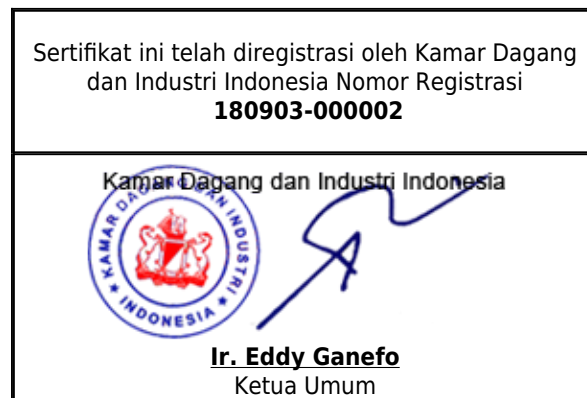 Sertifikat ini telah diregistrasi oleh Kamar Dagang
dan Industri Indonesia Nomor Registrasi
180903-000002
Kamar Dagang dan Industri Indonesia
KAMAR DAGANG DAN INDUSTRI
INDONESIA
Ir. Eddy Ganefo
Ketua Umum